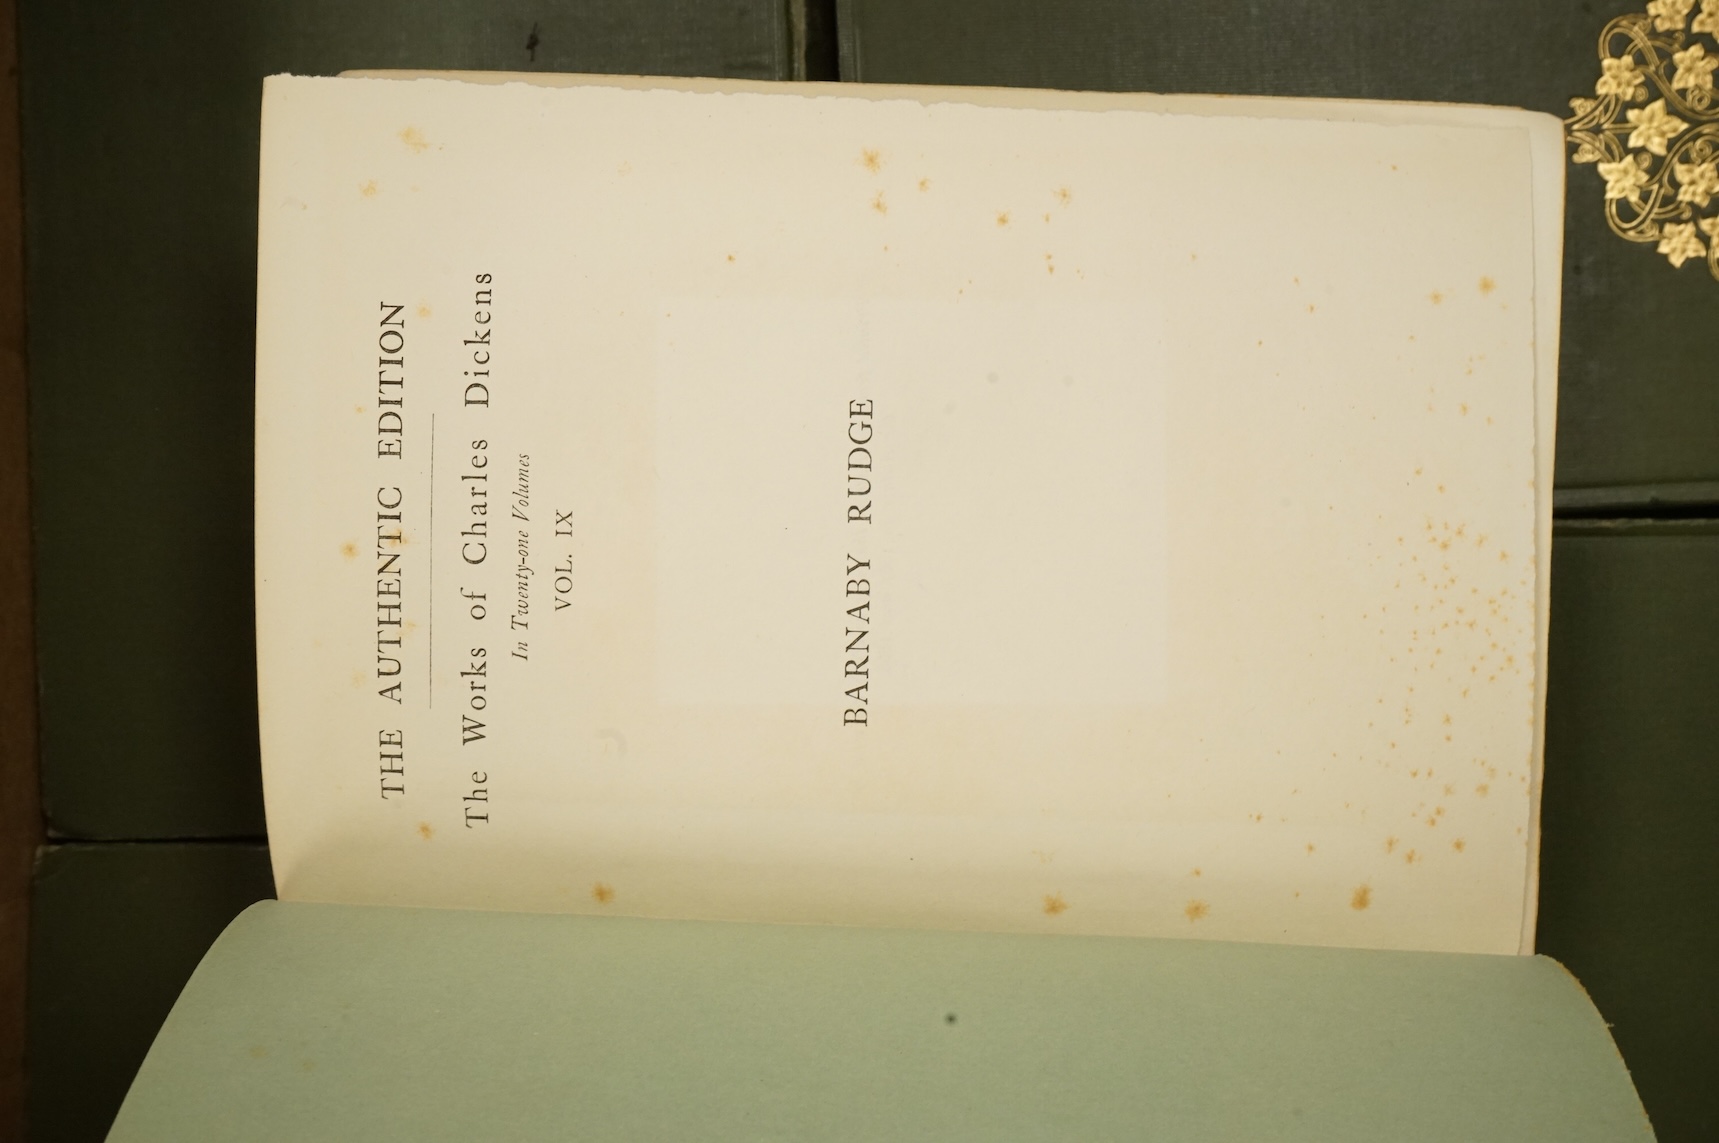 THE AUTHENTIC EDITION
The Works of Charles Dickens
In Twenty-one Volumes
VOL. IX
BARNABY RUDGE